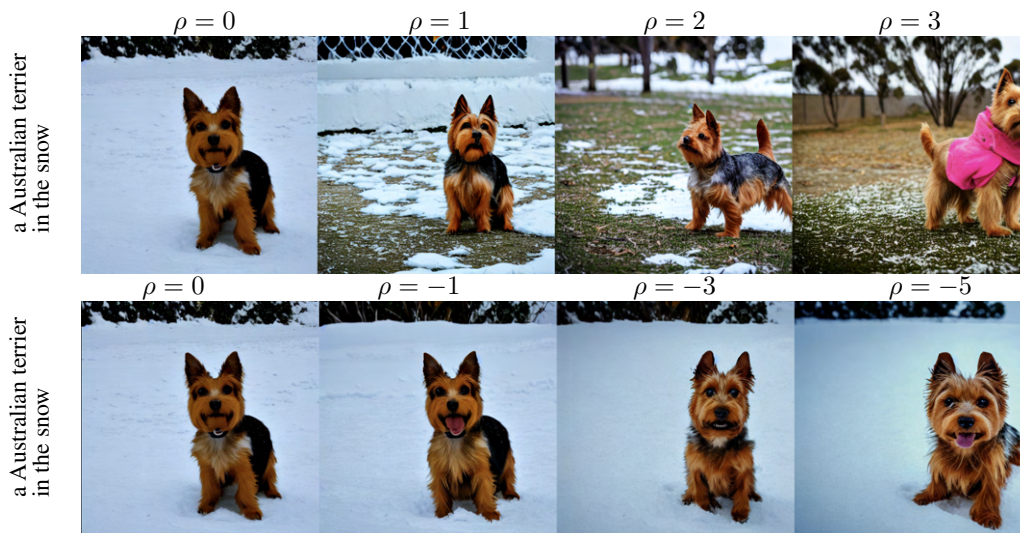 ρ = 0
ρ = 1
ρ = 2
ρ = 3
a Australian terrier
in the snow
ρ = 0
ρ = −1
ρ = −3
ρ = −5
a Australian terrier
in the snow